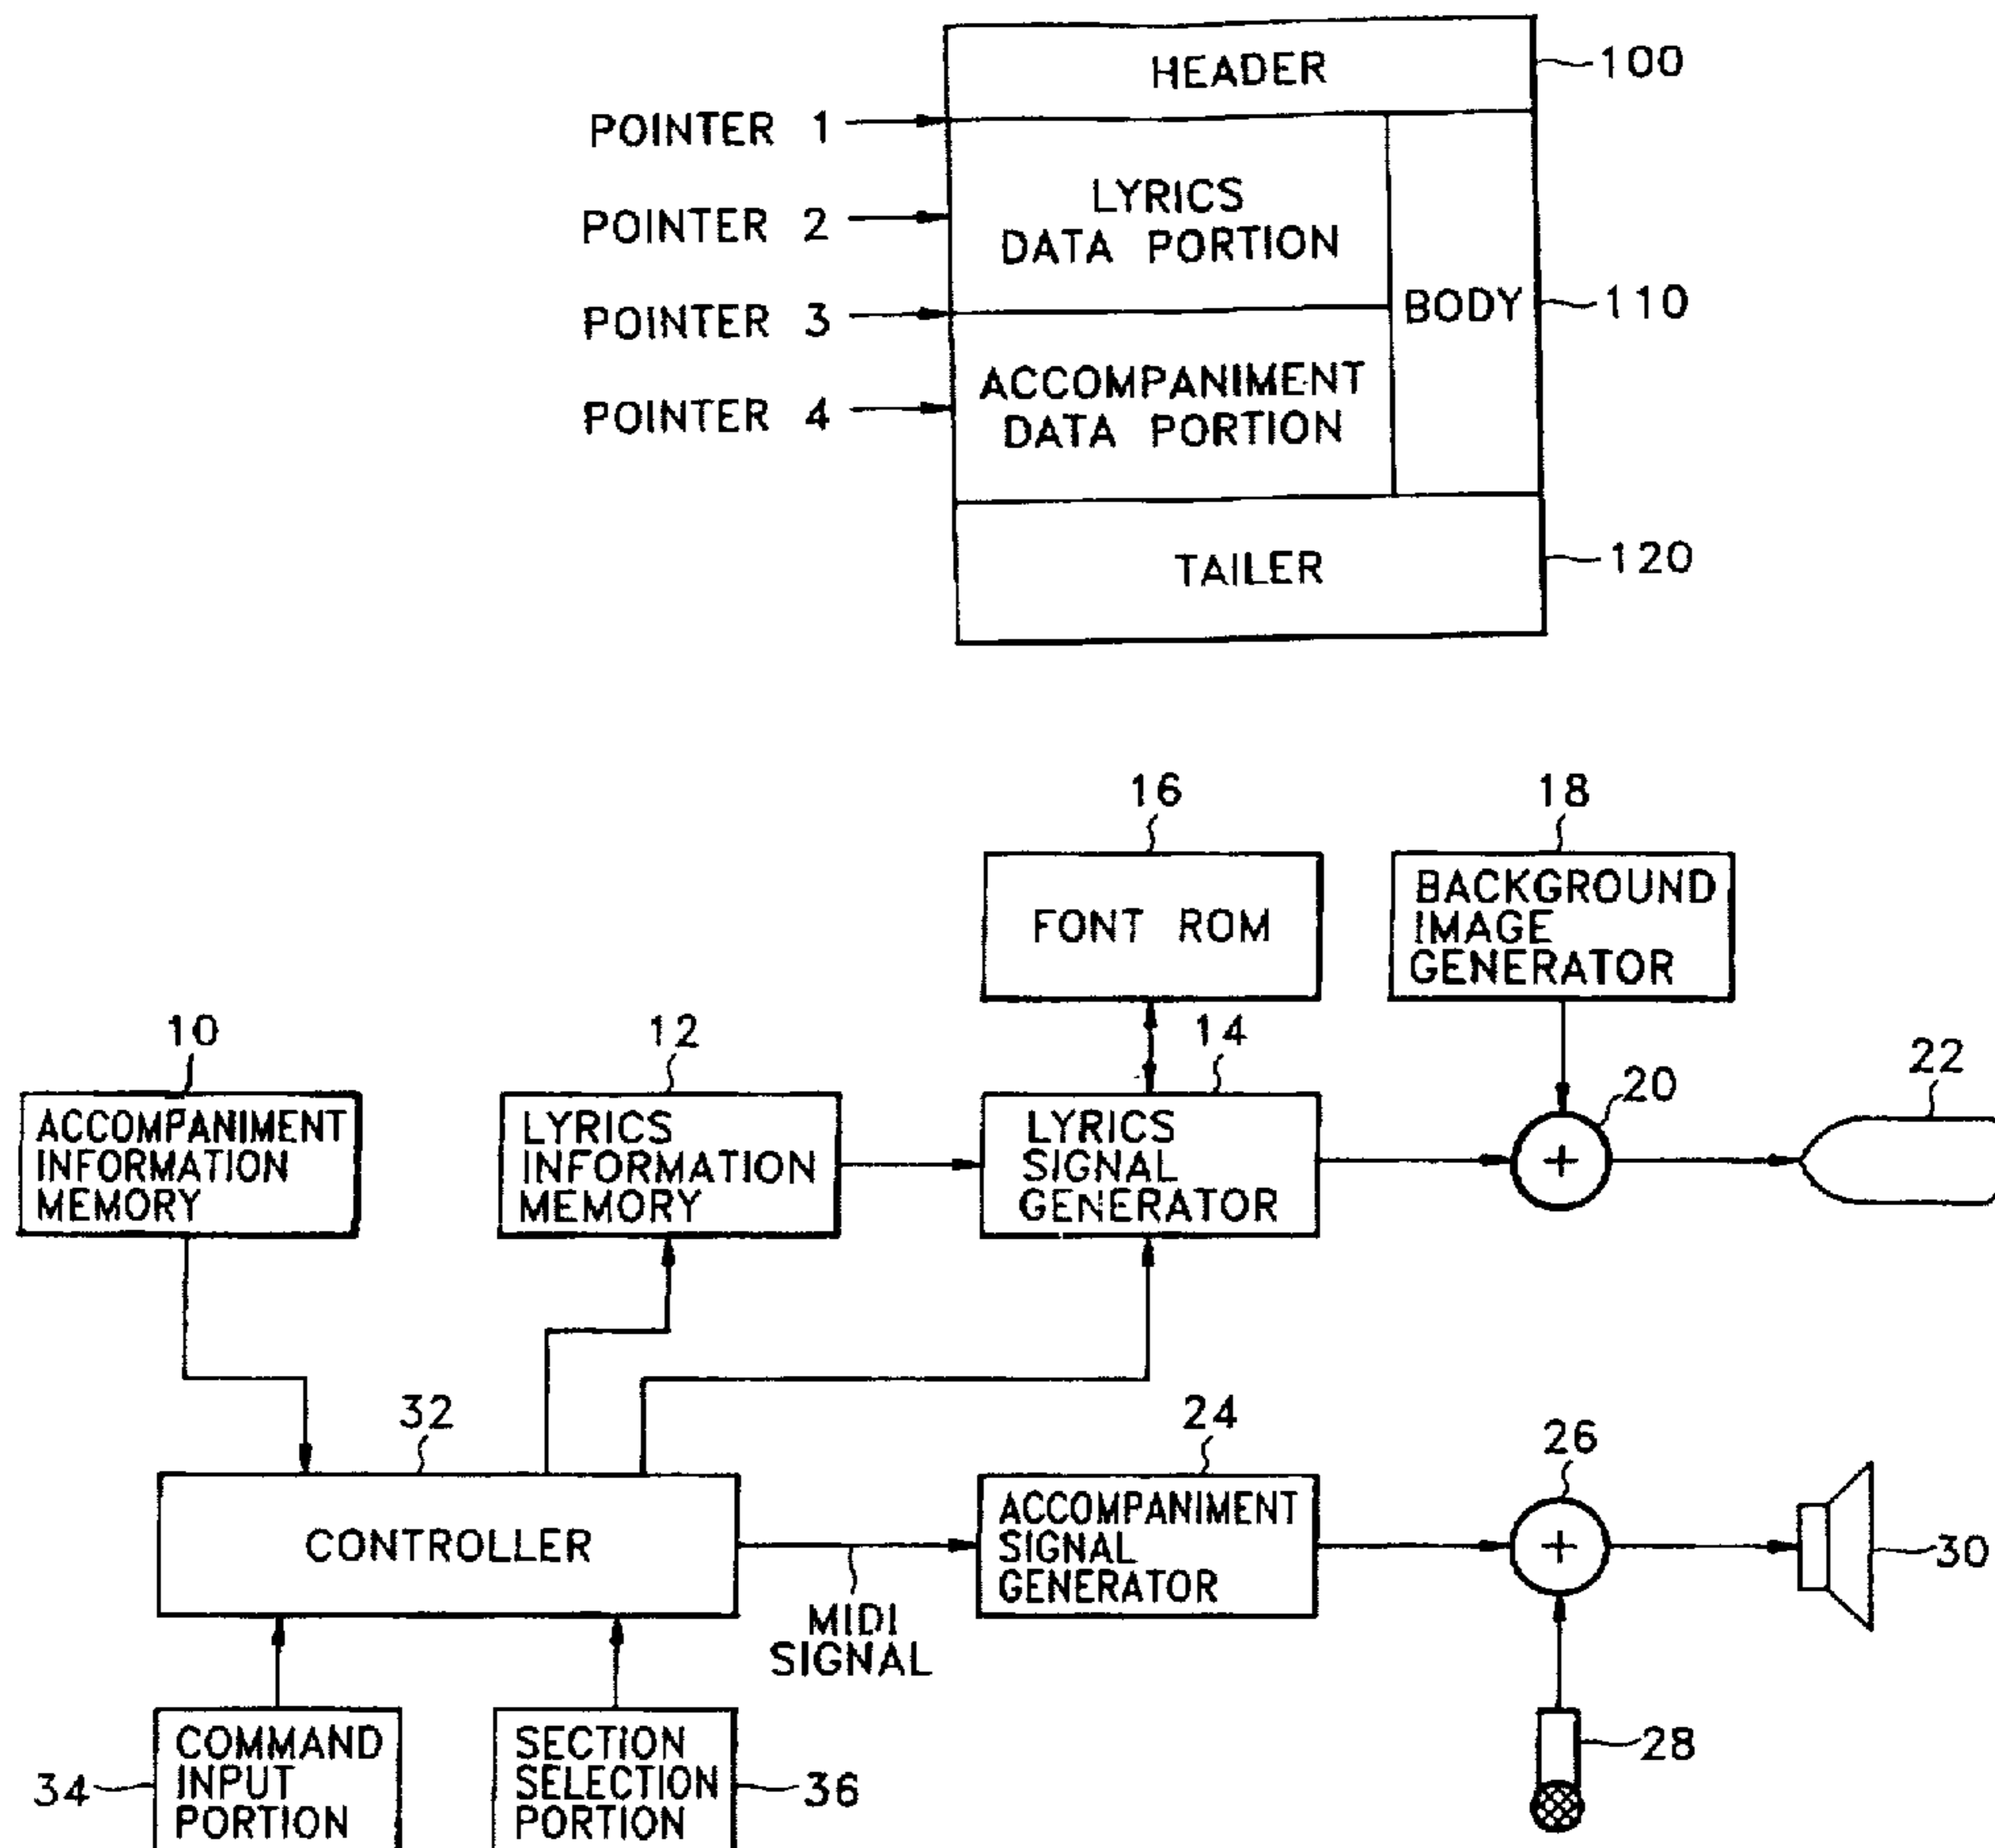 HEADER
100
POINTER 1
POINTER 2
LYRICS
DATA PORTION
POINTER 3
BODY
110
POINTER 4
ACCOMPANIMENT
DATA PORTION
TAILER
120
16
18
FONT ROM
BACKGROUND
IMAGE
GENERATOR
10
12
14
20
22
ACCOMPANIMENT
INFORMATION
MEMORY
LYRICS
INFORMATION
MEMORY
LYRICS
SIGNAL
GENERATOR
+
32
24
26
CONTROLLER
MIDI
SIGNAL
ACCOMPANIMENT
SIGNAL
GENERATOR
+
30
34
COMMAND
INPUT
PORTION
SECTION
SELECTION
PORTION
36
28